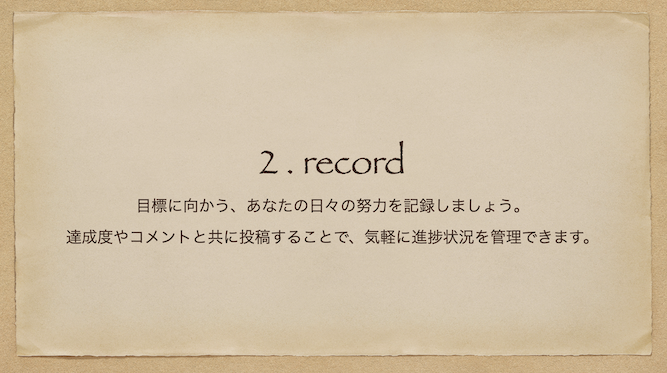 2 . record
目標に向かう、あなたの日々の努力を記録しましょう。
達成度やコメントと共に投稿することで、気軽に進捗状況を管理できます。